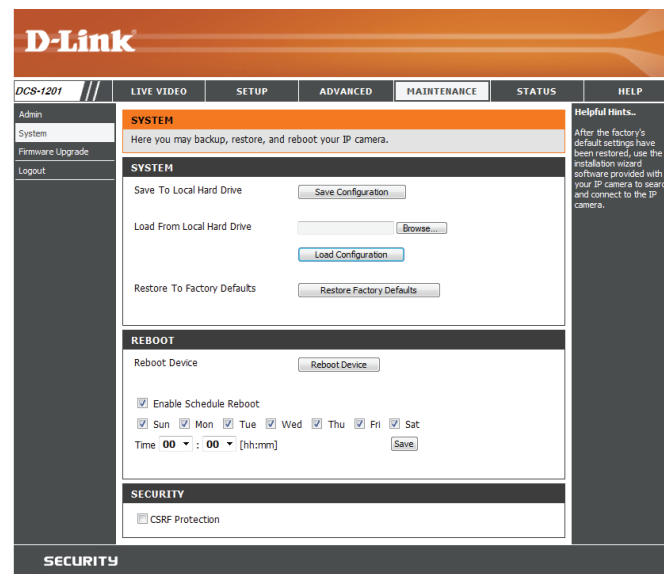 D-Link
DCS-1201
LIVE VIDEO SETUP ADVANCED MAINTENANCE STATUS HELP
Admin
System
Firmware Upgrade
Logout
SYSTEM
Here you may backup, restore, and reboot your IP camera.
SYSTEM
Save To Local Hard Drive Save Configuration
Load From Local Hard Drive Browse...
Load Configuration
Restore To Factory Defaults Restore Factory Defaults
REBOOT
Reboot Device Reboot Device
Enable Schedule Reboot
Sun Mon Tue Wed Thu Fri Sat
Time 00 : 00 [hh:mm] Save
SECURITY
CSRF Protection
Helpful Hints..
After the factory's
default settings have
been restored, use the
installation wizard
software provided with
your IP camera to searc
and connect to the IP
camera.
SECURITY